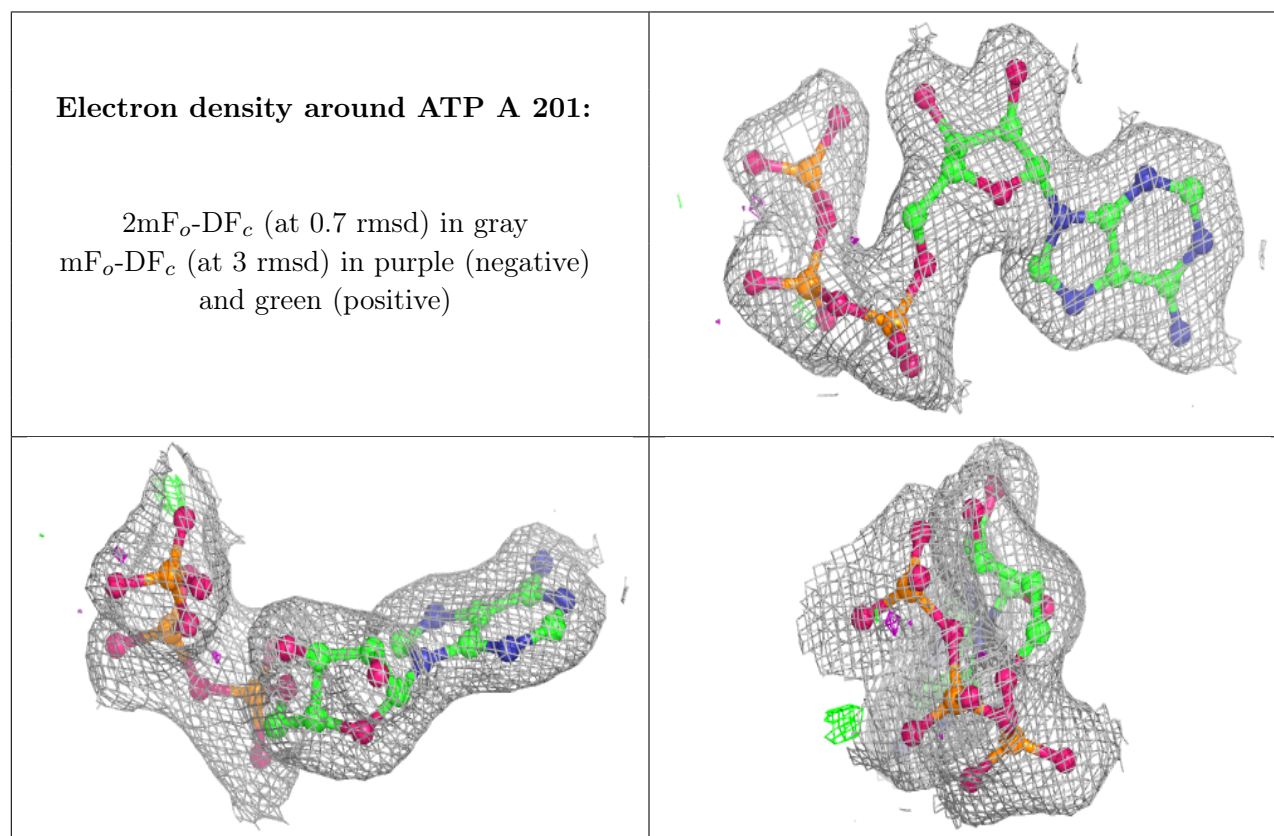 Electron density around ATP A 201:
2mFo-DFc (at 0.7 rmsd) in gray
mFo-DFc (at 3 rmsd) in purple (negative)
and green (positive)